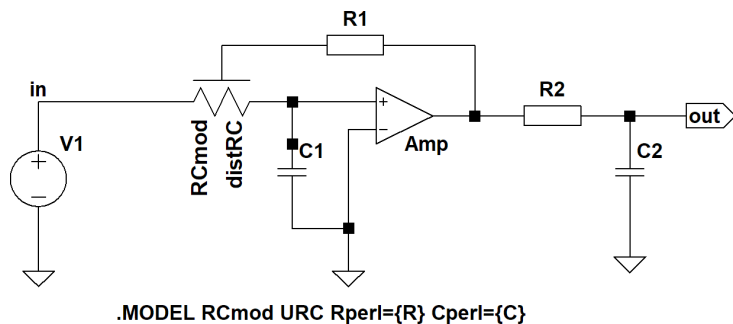 R1
in
R2
V1
+
−
RCmod
distRC
C1
+
−
Amp
out
C2
.MODEL RCmod URC Rperl={R} Cperl={C}